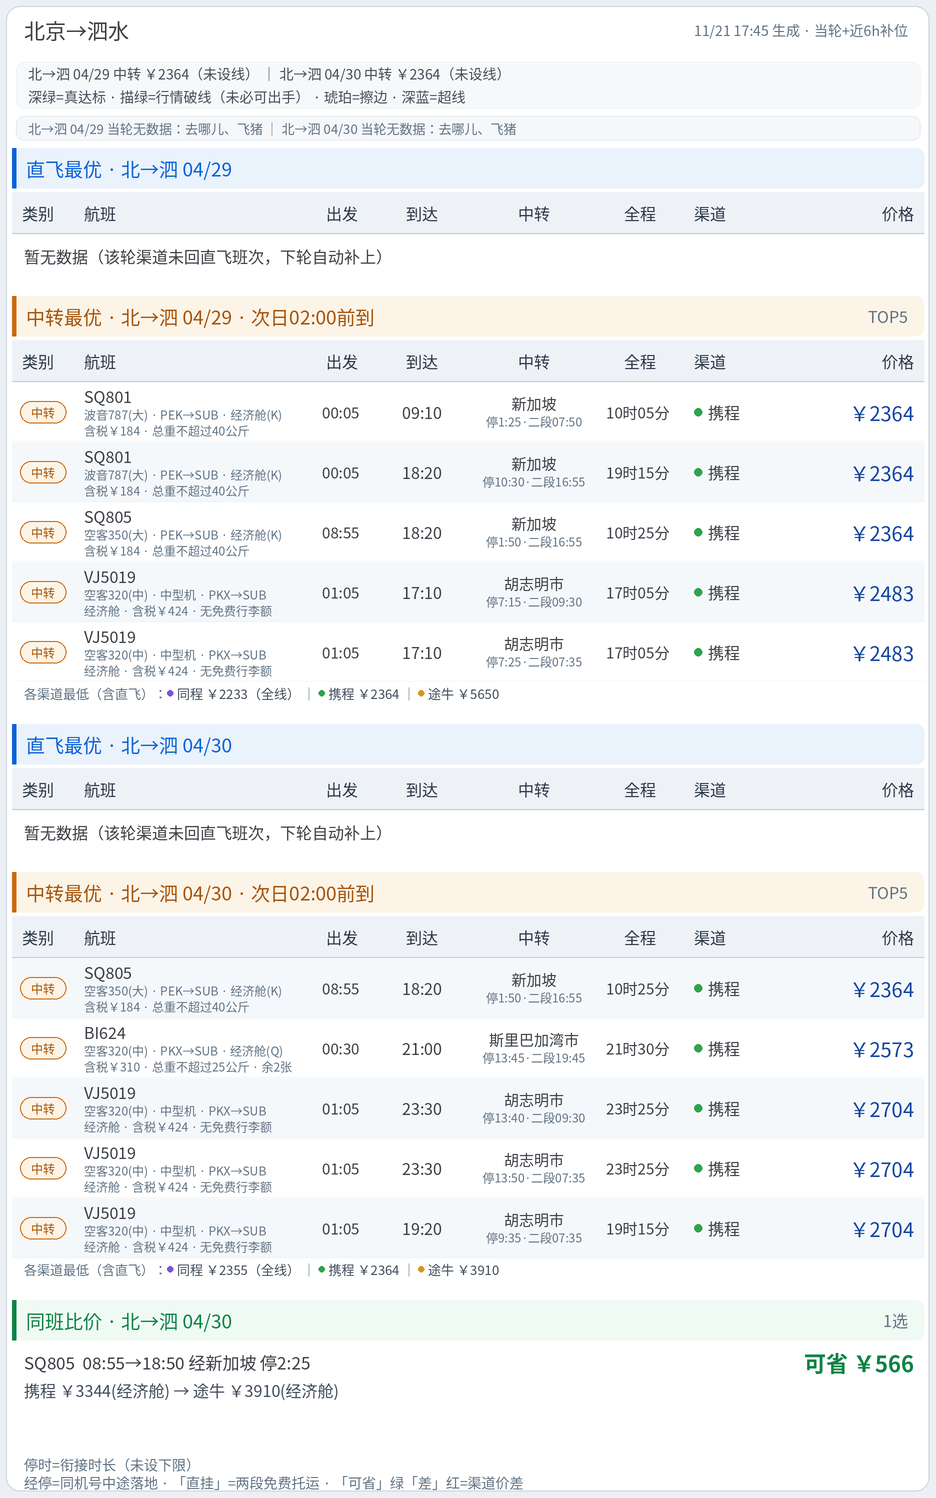 北京→泗水
11/21 17:45 生成 · 当轮+近6h补位
北→泗 04/29 中转 ￥2364（未设线） ｜ 北→泗 04/30 中转 ￥2364（未设线）
深绿=真达标 · 描绿=行情破线（未必可出手） · 琥珀=擦边 · 深蓝=超线
北→泗 04/29 当轮无数据：去哪儿、飞猪 ｜ 北→泗 04/30 当轮无数据：去哪儿、飞猪
直飞最优 · 北→泗 04/29
类别 航班 出发 到达 中转 全程 渠道 价格
暂无数据（该轮渠道未回直飞班次，下轮自动补上）
中转最优 · 北→泗 04/29 · 次日02:00前到 TOP5
类别 航班 出发 到达 中转 全程 渠道 价格
SQ801
中转 波音787(大) · PEK→SUB · 经济舱(K) 00:05 09:10 新加坡 10时05分 携程 ￥2364
含税￥184 · 总重不超过40公斤 停1:25·二段07:50
SQ801
中转 波音787(大) · PEK→SUB · 经济舱(K) 00:05 18:20 新加坡 19时15分 携程 ￥2364
含税￥184 · 总重不超过40公斤 停10:30·二段16:55
SQ805
中转 空客350(大) · PEK→SUB · 经济舱(K) 08:55 18:20 新加坡 10时25分 携程 ￥2364
含税￥184 · 总重不超过40公斤 停1:50·二段16:55
VJ5019
中转 空客320(中) · 中型机 · PKX→SUB 01:05 17:10 胡志明市 17时05分 携程 ￥2483
经济舱 · 含税￥424 · 无免费行李额 停7:15·二段09:30
VJ5019
中转 空客320(中) · 中型机 · PKX→SUB 01:05 17:10 胡志明市 17时05分 携程 ￥2483
经济舱 · 含税￥424 · 无免费行李额 停7:25·二段07:35
各渠道最低（含直飞）：同程 ￥2233（全线） ｜ 携程 ￥2364 ｜ 途牛 ￥5650
直飞最优 · 北→泗 04/30
类别 航班 出发 到达 中转 全程 渠道 价格
暂无数据（该轮渠道未回直飞班次，下轮自动补上）
中转最优 · 北→泗 04/30 · 次日02:00前到 TOP5
类别 航班 出发 到达 中转 全程 渠道 价格
SQ805
中转 空客350(大) · PEK→SUB · 经济舱(K) 08:55 18:20 新加坡 10时25分 携程 ￥2364
含税￥184 · 总重不超过40公斤 停1:50·二段16:55
BI624
中转 空客320(中) · PKX→SUB · 经济舱(Q) 00:30 21:00 斯里巴加湾市 21时30分 携程 ￥2573
含税￥310 · 总重不超过25公斤 · 余2张 停13:45·二段19:45
VJ5019
中转 空客320(中) · 中型机 · PKX→SUB 01:05 23:30 胡志明市 23时25分 携程 ￥2704
经济舱 · 含税￥424 · 无免费行李额 停13:40·二段09:30
VJ5019
中转 空客320(中) · 中型机 · PKX→SUB 01:05 23:30 胡志明市 23时25分 携程 ￥2704
经济舱 · 含税￥424 · 无免费行李额 停13:50·二段07:35
VJ5019
中转 空客320(中) · 中型机 · PKX→SUB 01:05 19:20 胡志明市 19时15分 携程 ￥2704
经济舱 · 含税￥424 · 无免费行李额 停9:35·二段07:35
各渠道最低（含直飞）：同程 ￥2355（全线） ｜ 携程 ￥2364 ｜ 途牛 ￥3910
同班比价 · 北→泗 04/30 1选
SQ805 08:55→18:50 经新加坡 停2:25 可省 ￥566
携程 ￥3344(经济舱) → 途牛 ￥3910(经济舱)
停时=衔接时长（未设下限）
经停=同机号中途落地 · 「直挂」=两段免费托运 · 「可省」绿「差」红=渠道价差